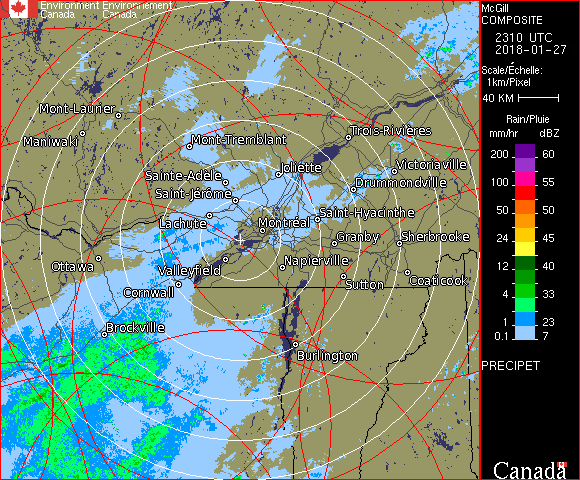 Environment Environnement
Canada Canada
McGill
COMPOSITE
2310 UTC
2018-01-27
Scale/Échelle:
1km/Pixel
40 KM
Rain/Pluie
mm/hr dBZ
200 60
100 55
50 50
24 45
12 40
4 33
1 23
0.1 7
PRECIPET
Canada
Mont-Laurier
Maniwaki
Mont-Tremblant
Trois-Rivières
Joliette
Victoriaville
Sainte-Adèle
Drummondville
Saint-Jérôme
Lachute
Saint-Hyacinthe
Montréal
Granby
Sherbrooke
Ottawa
Valleyfield
Napierville
Sutton
Coaticook
Cornwall
Brockville
Burlington